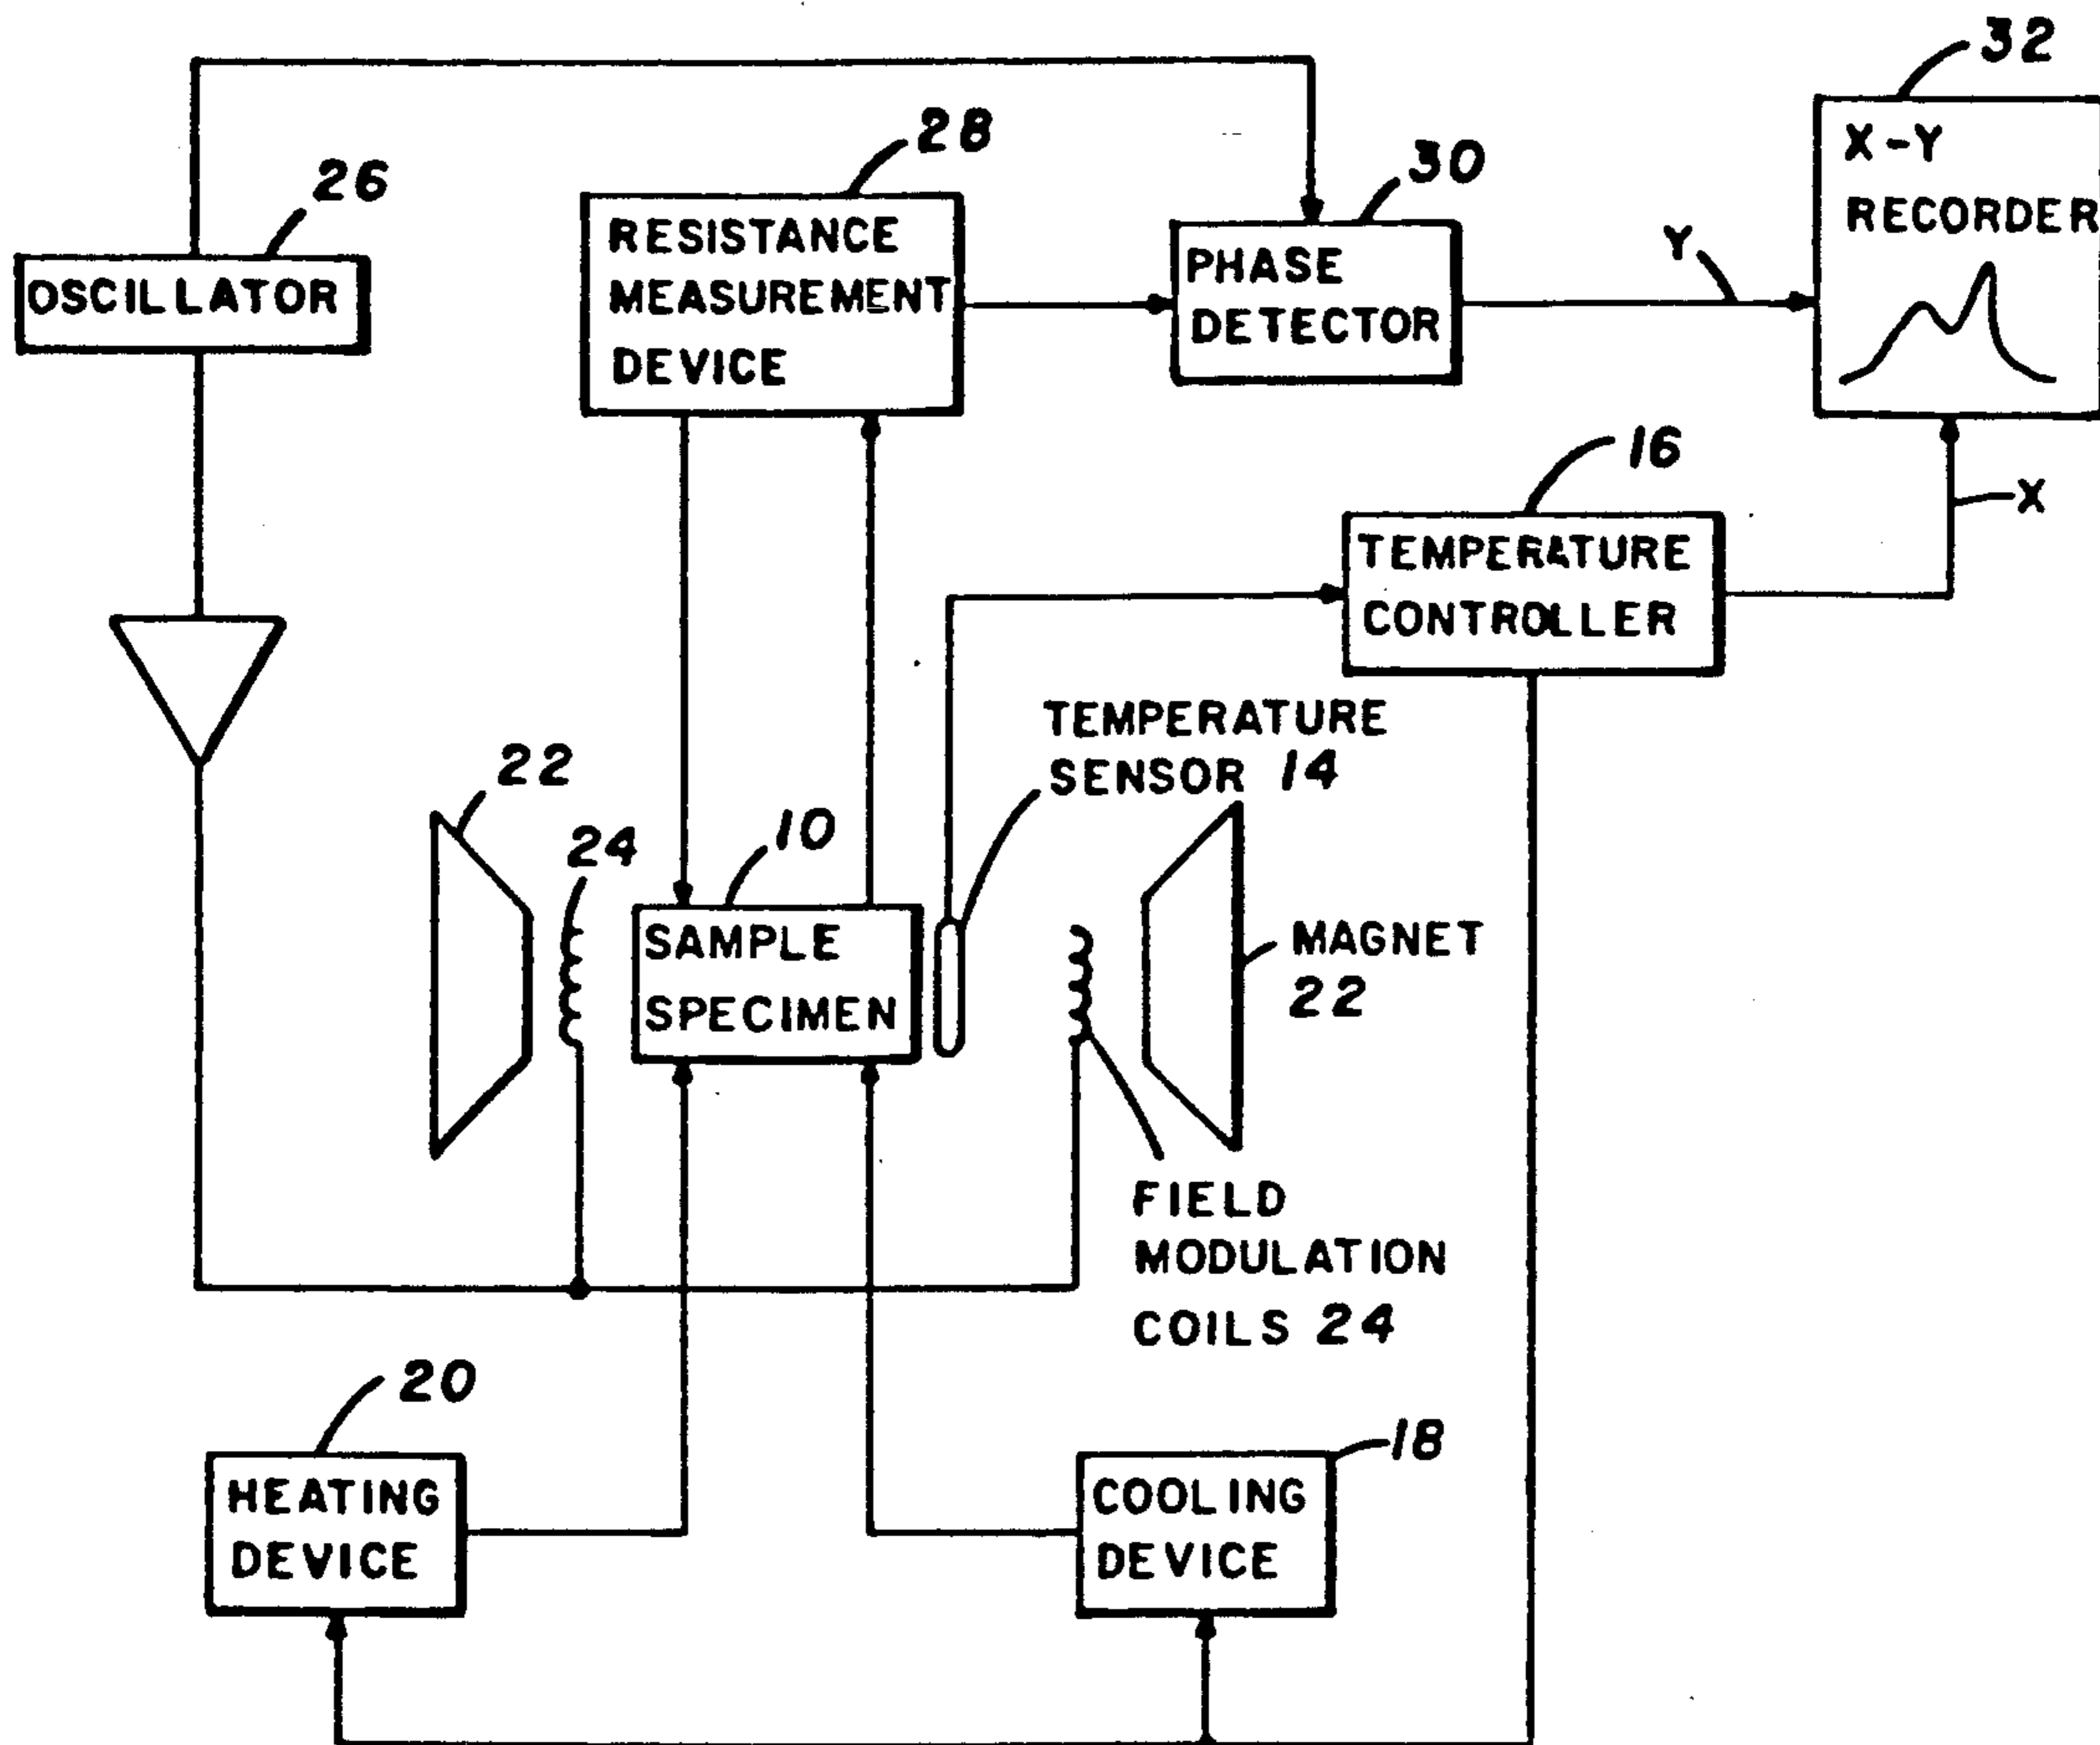 32
X-Y
RECORDER
28
26
30
RESISTANCE
MEASUREMENT
DEVICE
PHASE
DETECTOR
Y
OSCILLATOR
16
X
TEMPERATURE
CONTROLLER
TEMPERATURE
SENSOR 14
22
24
10
SAMPLE
SPECIMEN
MAGNET
22
FIELD
MODULATION
COILS 24
20
HEATING
DEVICE
18
COOLING
DEVICE